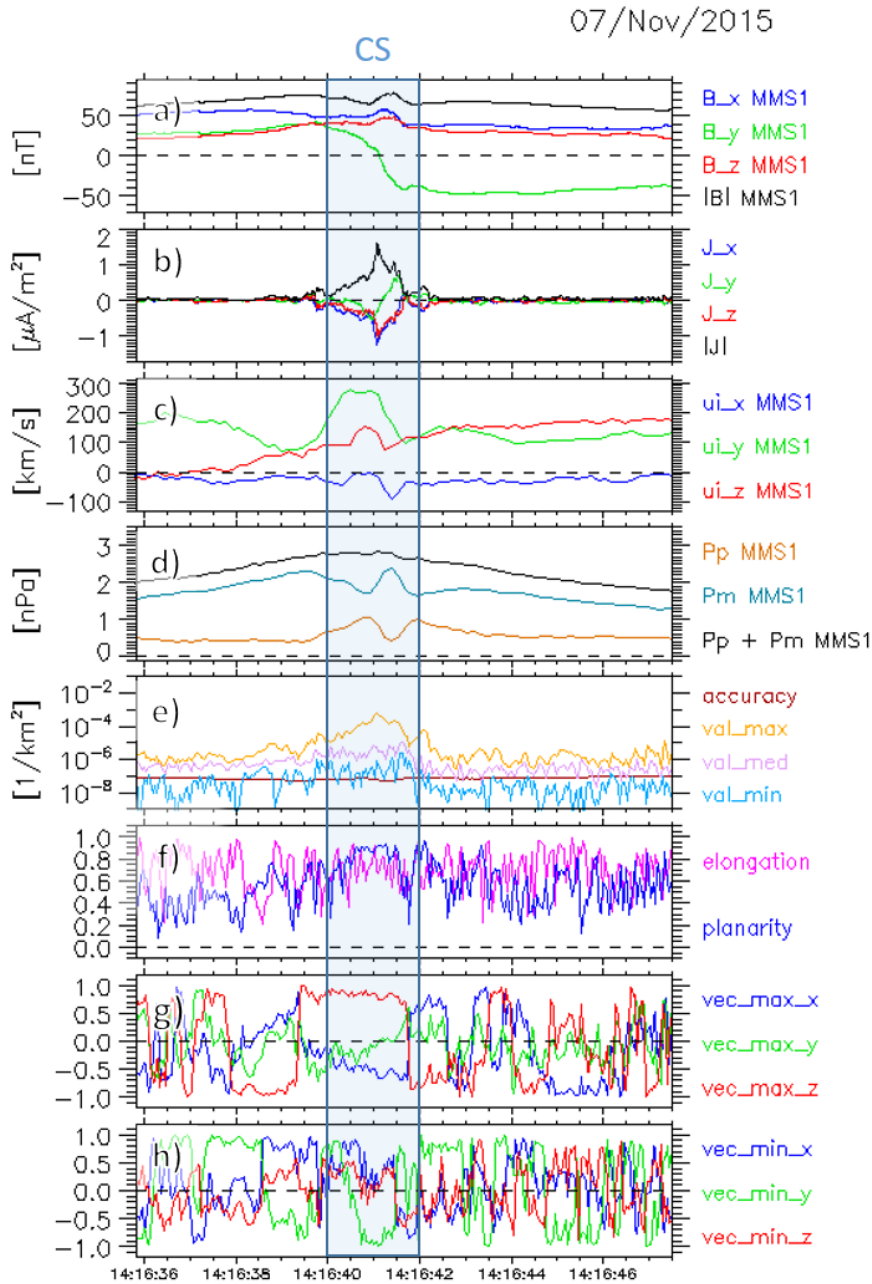 07/Nov/2015
CS
a)
[nT]
50
0
−50
B_x MMS1
B_y MMS1
B_z MMS1
|B| MMS1
b)
[μA/m²]
2
1
0
−1
J_x
J_y
J_z
|J|
c)
[km/s]
300
200
100
0
−100
ui_x MMS1
ui_y MMS1
ui_z MMS1
d)
[nPa]
3
2
1
0
Pp MMS1
Pm MMS1
Pp + Pm MMS1
e)
[1/km²]
10⁻²
10⁻⁴
10⁻⁶
10⁻⁸
accuracy
val_max
val_med
val_min
f)
1.0
0.8
0.6
0.4
0.2
0.0
elongation
planarity
g)
1.0
0.5
0.0
−0.5
−1.0
vec_max_x
vec_max_y
vec_max_z
h)
1.0
0.5
0.0
−0.5
−1.0
vec_min_x
vec_min_y
vec_min_z
14:16:36 14:16:38 14:16:40 14:16:42 14:16:44 14:16:46